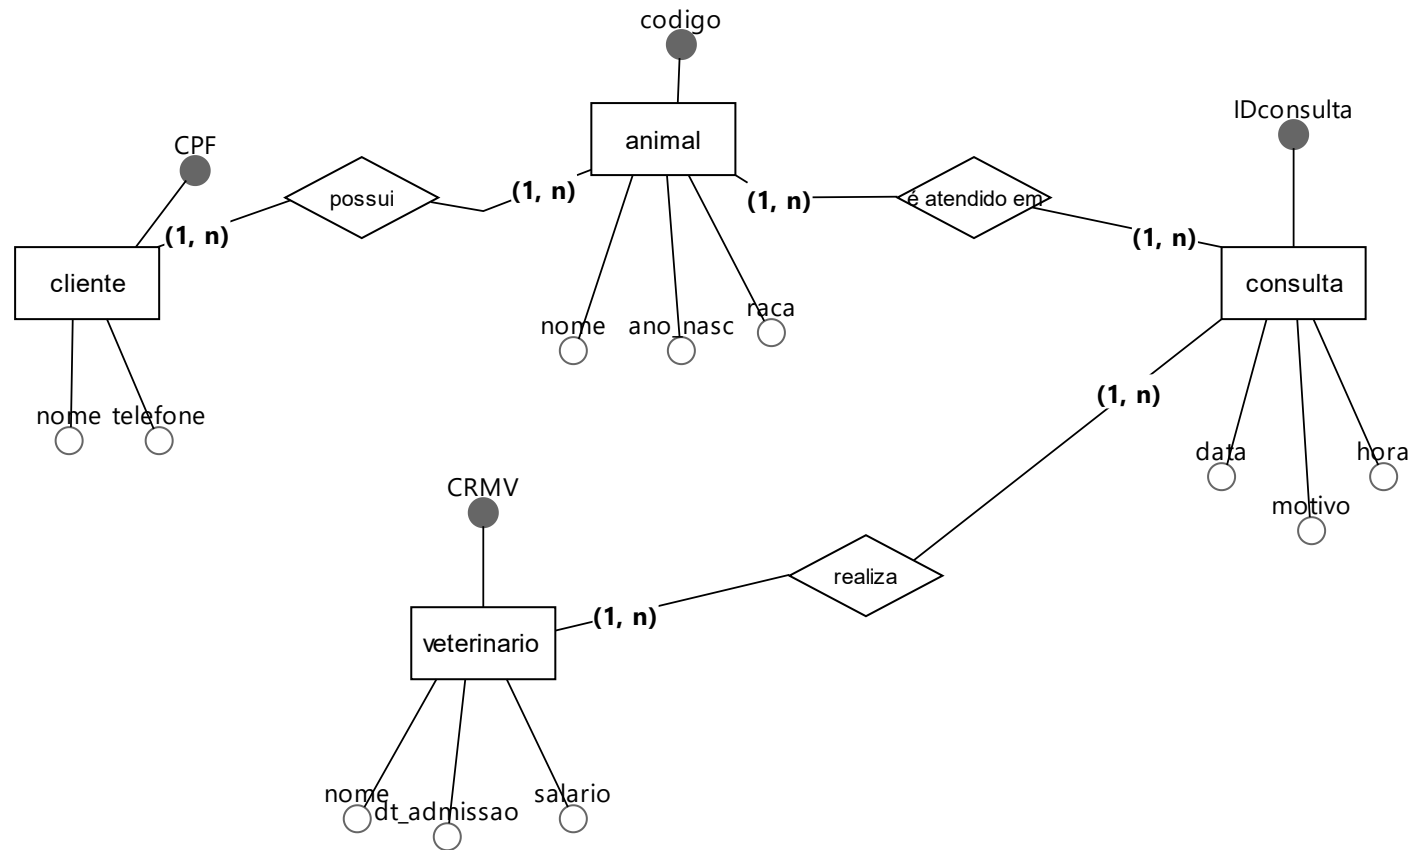 codigo
animal
IDconsulta
CPF
possui
(1, n)
(1, n)
é atendido em
(1, n)
(1, n)
cliente
consulta
nome
ano_nasc
raca
nome
telefone
(1, n)
data
hora
motivo
CRMV
realiza
(1, n)
veterinario
nome
dt_admissao
salario